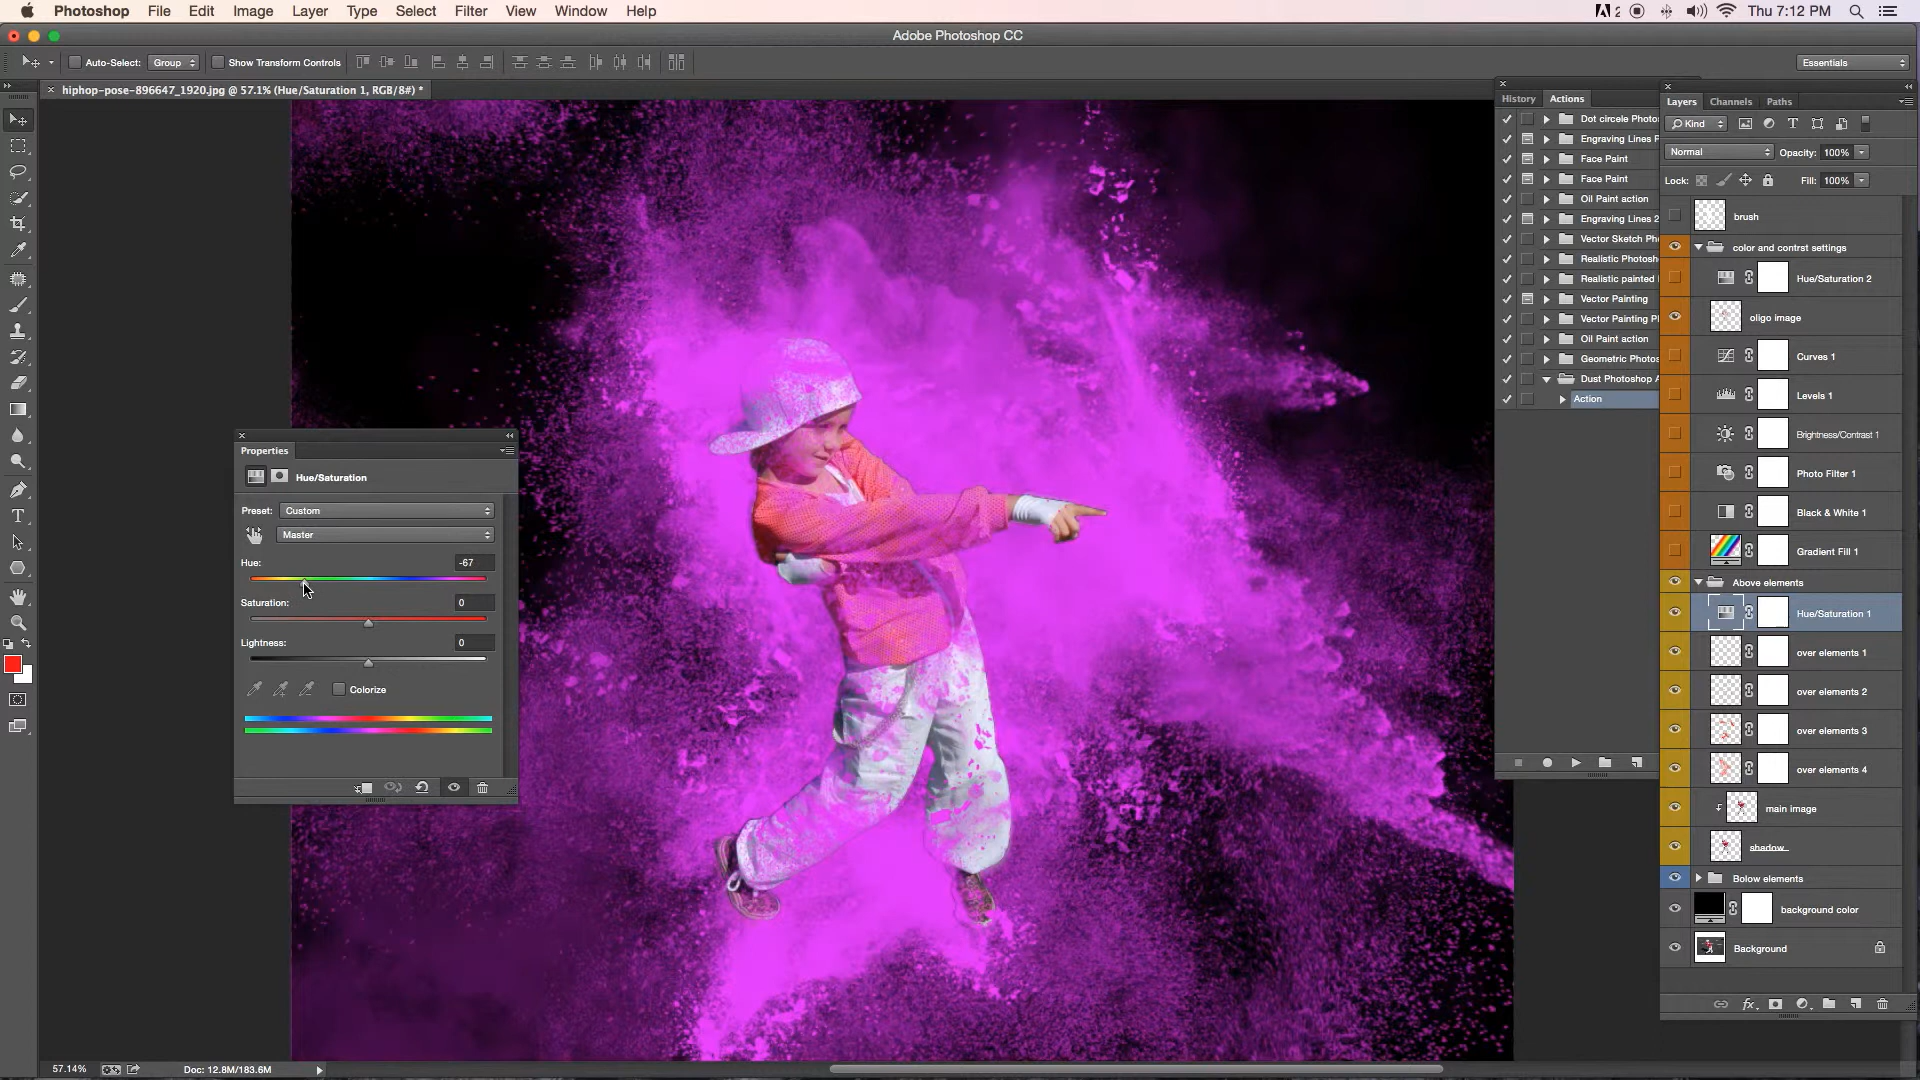 Photoshop File Edit Image Layer Type Select Filter View Window Help 2 Thu 7:12 PM
Adobe Photoshop CC
Auto-Select: Group Show Transform Controls Essentials
hiphop-pose-896647_1920.jpg @ 57.1% (Hue/Saturation 1, RGB/8#) *
History Actions
Dot circele Photos
Engraving Lines P
Face Paint
Face Paint
Oil Paint action
Engraving Lines 2
Vector Sketch Pho
Realistic Photosh
Realistic painted
Vector Painting
Vector Painting Pl
Oil Paint action
Geometric Photos
Dust Photoshop A
Action
Layers Channels Paths
Kind
Normal Opacity: 100%
Lock: Fill: 100%
brush
color and contrst settings
Hue/Saturation 2
oligo image
Curves 1
Levels 1
Brightness/Contrast 1
Photo Filter 1
Black & White 1
Gradient Fill 1
Above elements
Hue/Saturation 1
over elements 1
over elements 2
over elements 3
over elements 4
main image
shadow
Bolow elements
background color
Background
fx
Properties
Hue/Saturation
Preset: Custom
Master
Hue: -67
Saturation: 0
Lightness: 0
Colorize
57.14% Doc: 12.8M/183.6M